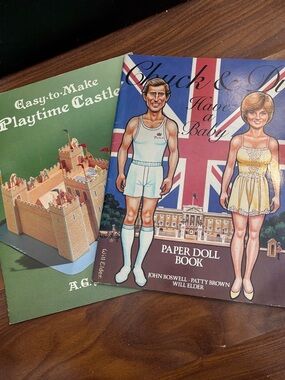 Easy-to-Make
Playtime Castle
A.G.
Chuck & Di
Have
a
Baby
PAPER DOLL
BOOK
JOHN BOSWELL · PATTY BROWN
WILL ELDER
Will Elder